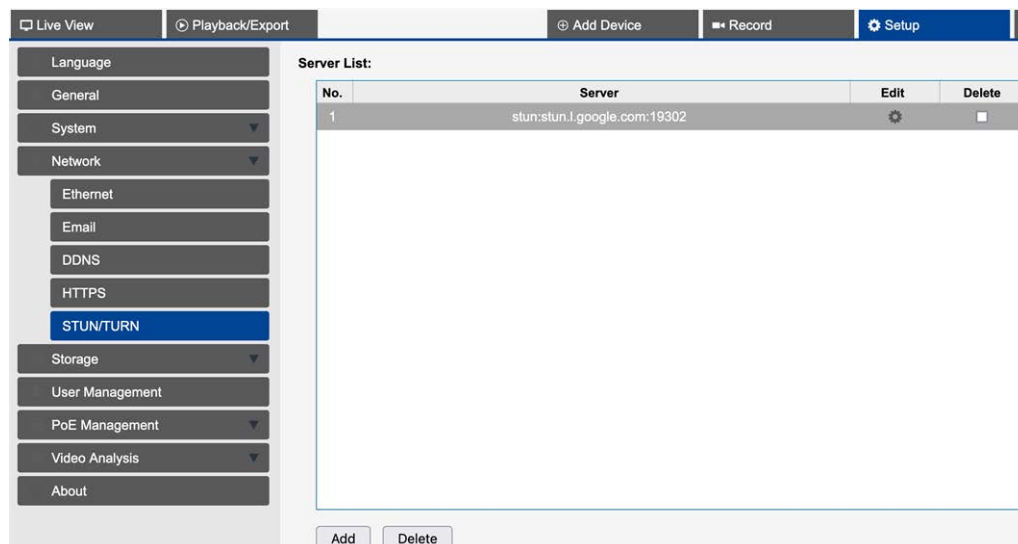 Live View Playback/Export Add Device Record Setup
Language
General
System
Network
Ethernet
Email
DDNS
HTTPS
STUN/TURN
Storage
User Management
PoE Management
Video Analysis
About
Server List:
No. Server Edit Delete
1 stun:stun.l.google.com:19302
Add Delete